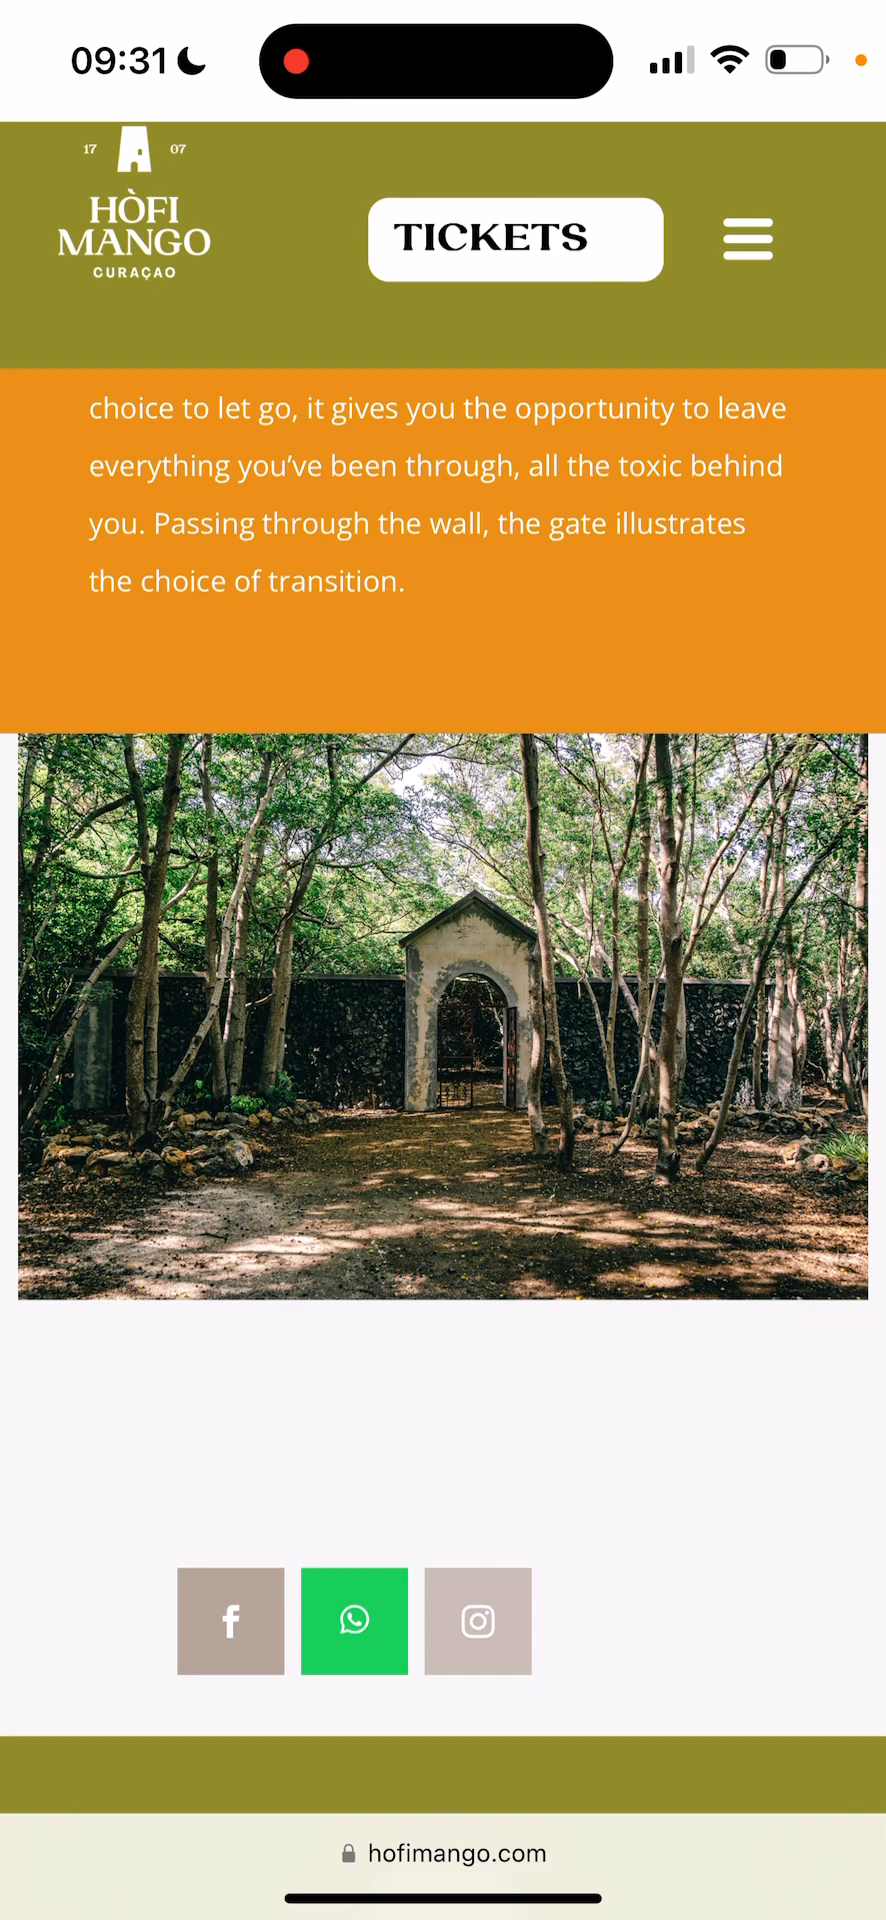 09:31
17 07
HÒFI
MANGO
CURAÇAO
TICKETS
choice to let go, it gives you the opportunity to leave
everything you’ve been through, all the toxic behind
you. Passing through the wall, the gate illustrates
the choice of transition.
hofimango.com